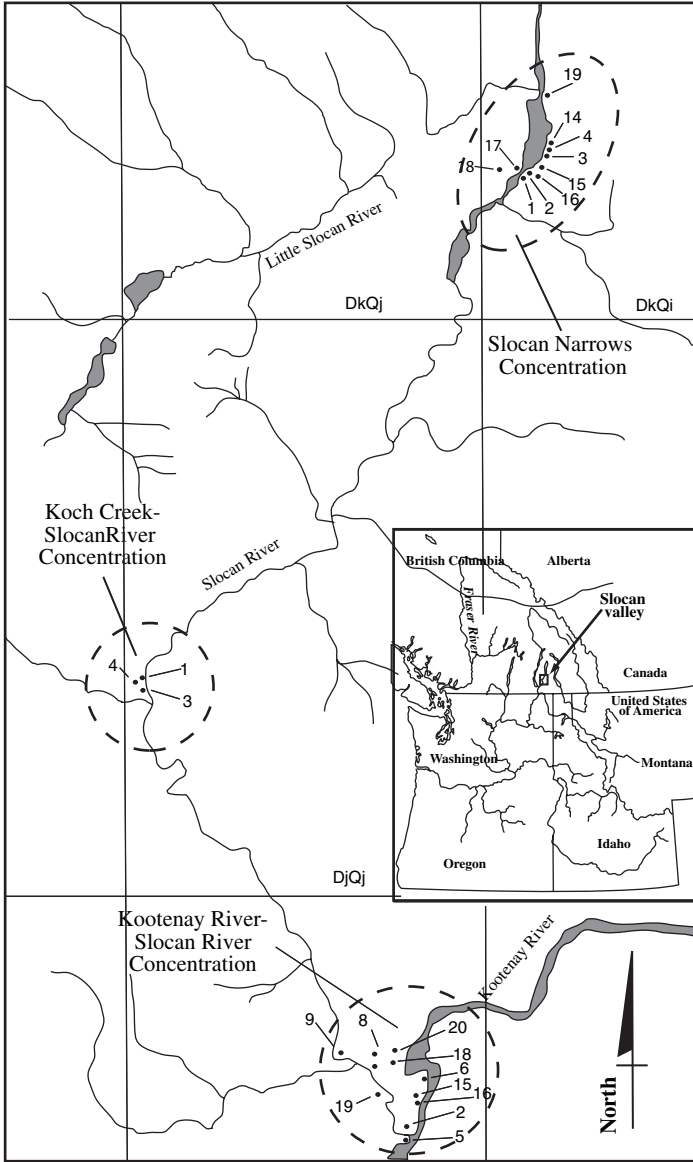 19
14
4
3
17
18
15
16
1
2
Little Slocan River
DkQj
DkQi
Slocan Narrows
Concentration
Koch Creek-
SlocanRiver
Concentration
Slocan River
4
1
3
British Columbia
Alberta
Fraser River
Slocan
valley
Canada
United States
of America
Washington
Montana
Oregon
Idaho
DjQj
Kootenay River-
Slocan River
Concentration
Kootenay River
9
8
20
18
6
15
16
19
2
5
North